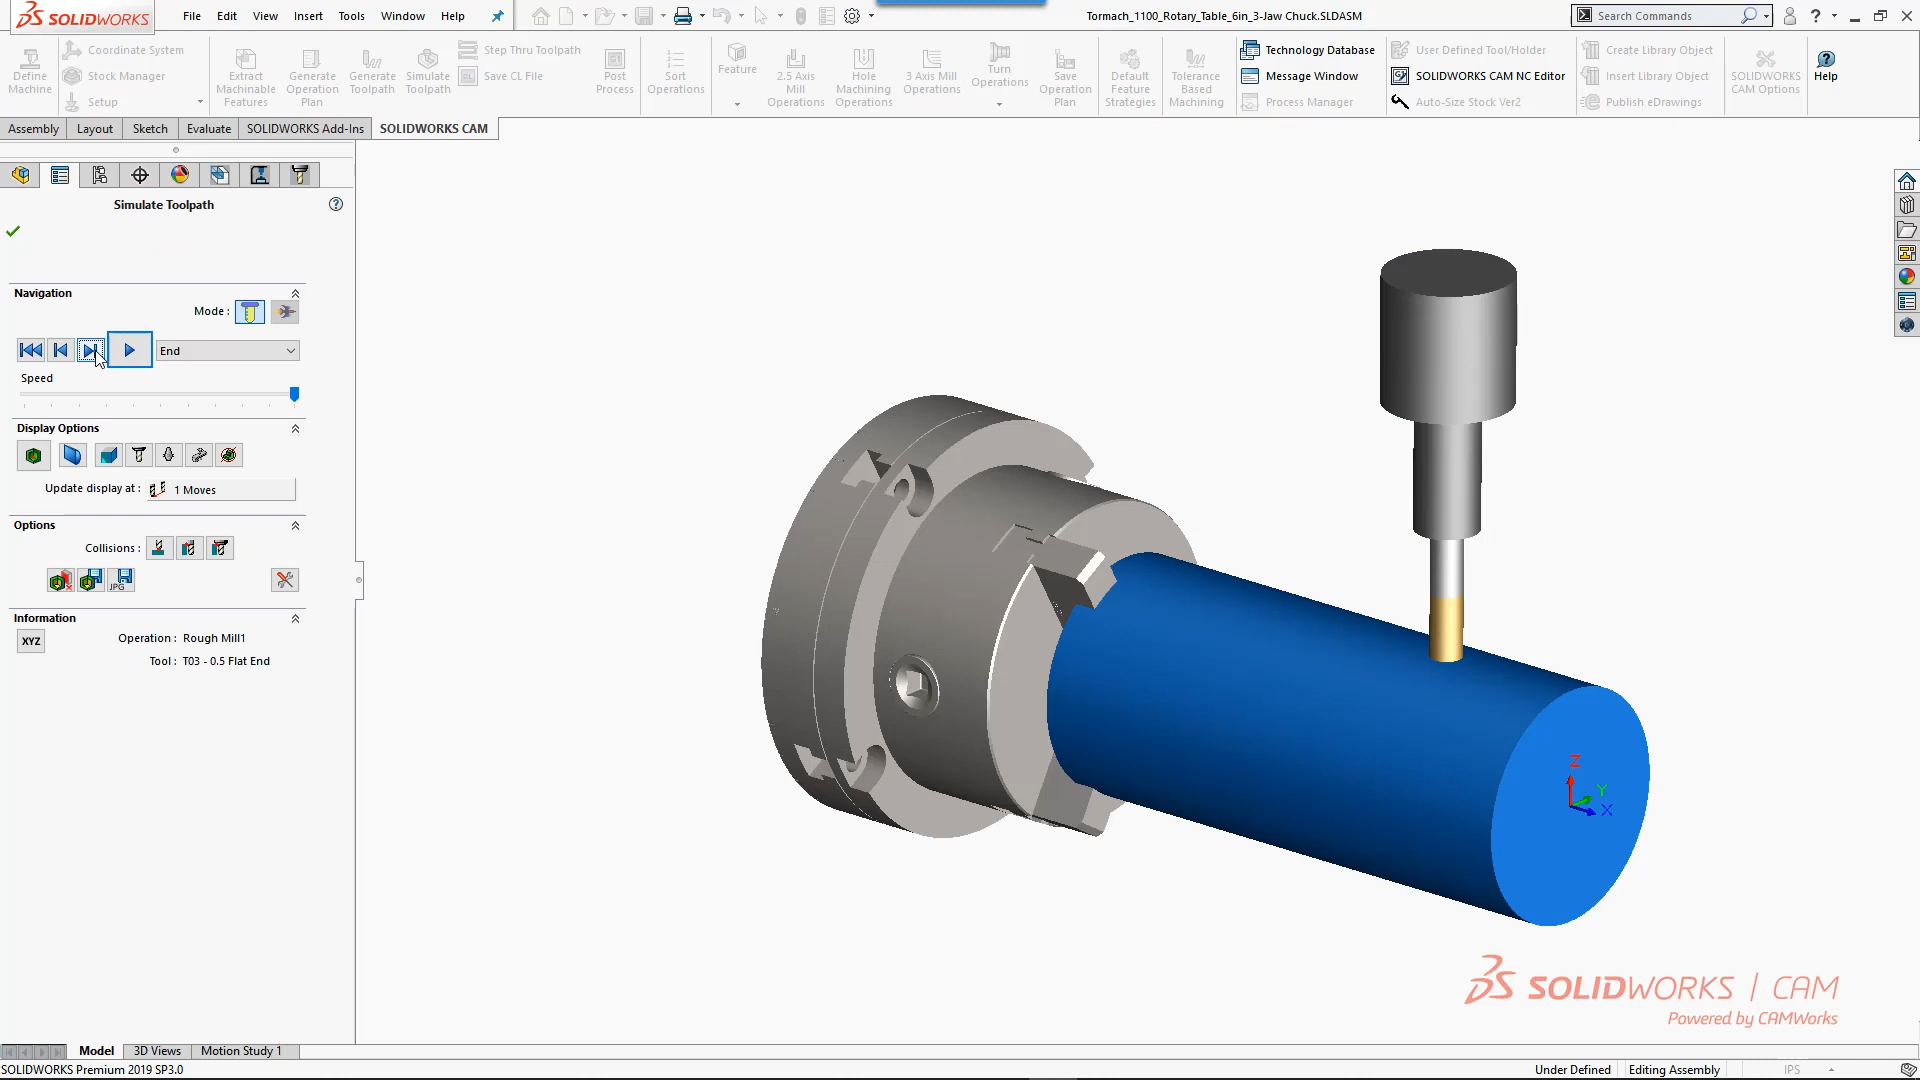 SOLIDWORKS File Edit View Insert Tools Window Help Tormach_1100_Rotary_Table_6in_3-Jaw Chuck.SLDASM Search Commands
Define Machine
Coordinate System
Stock Manager
Setup
Extract Machinable Features
Generate Operation Plan
Generate Toolpath
Simulate Toolpath
Step Thru Toolpath
Save CL File
Post Process
Sort Operations
Feature
2.5 Axis Mill Operations
Hole Machining Operations
3 Axis Mill Operations
Turn Operations
Save Operation Plan
Default Feature Strategies
Tolerance Based Machining
Technology Database
Message Window
Process Manager
User Defined Tool/Holder
SOLIDWORKS CAM NC Editor
Auto-Size Stock Ver2
Create Library Object
Insert Library Object
Publish eDrawings
SOLIDWORKS CAM Options
Help
Assembly Layout Sketch Evaluate SOLIDWORKS Add-Ins SOLIDWORKS CAM
Simulate Toolpath
Navigation
Mode :
End
Speed
Display Options
Update display at : 1 Moves
Options
Collisions :
JPG
Information
XYZ
Operation : Rough Mill1
Tool : T03 - 0.5 Flat End
Z
Y
X
SOLIDWORKS | CAM
Powered by CAMWorks
Model 3D Views Motion Study 1
SOLIDWORKS Premium 2019 SP3.0 Under Defined Editing Assembly IPS